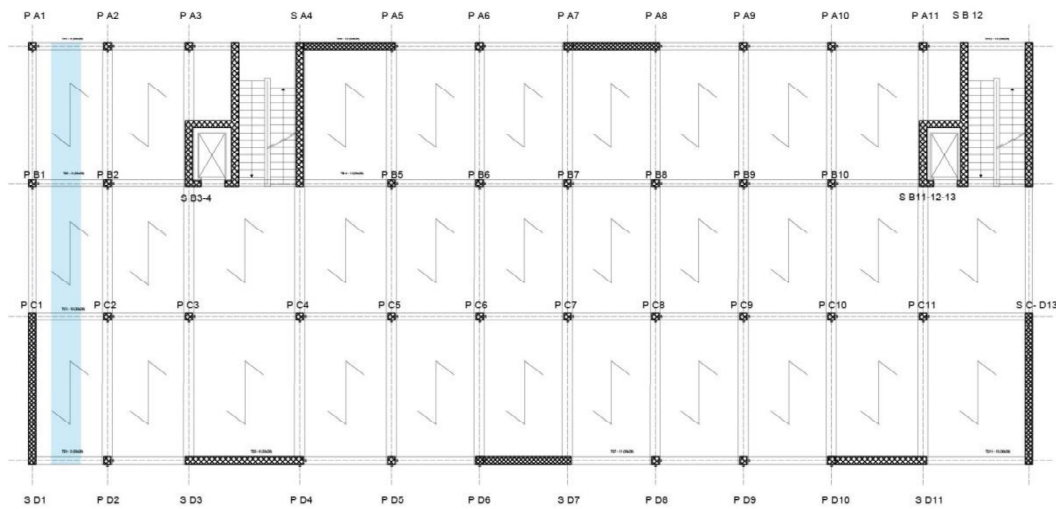 P A1 P A2 P A3 S A4 P A5 P A6 P A7 P A8 P A9 P A10 P A11 S B 12
P B1 P B2 P B5 P B6 P B7 P B8 P B9 P B10
S B3-4 S B11-12-13
P C1 P C2 P C3 P C4 P C5 P C6 P C7 P C8 P C9 P C10 P C11 S C- D13
S D1 P D2 S D3 P D4 P D5 P D6 S D7 P D8 P D9 P D10 S D11